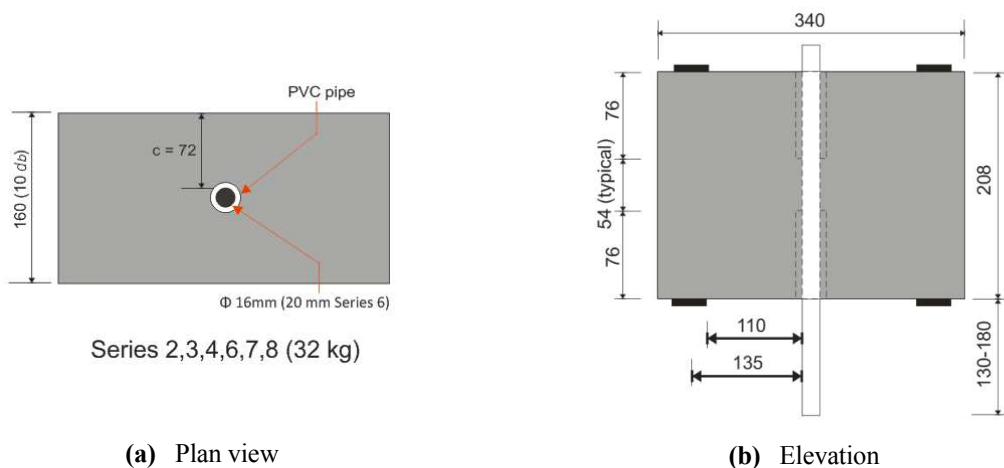 PVC pipe
c = 72
160 (10 db)
Φ 16mm (20 mm Series 6)
Series 2,3,4,6,7,8 (32 kg)
(a) Plan view
340
76
54 (typical)
76
208
110
135
130-180
(b) Elevation